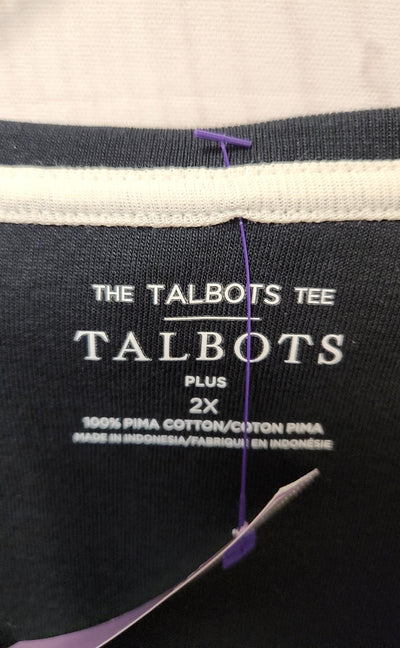 THE TALBOTS TEE
TALBOTS
PLUS
2X
100% PIMA COTTON/COTON PIMA
MADE IN INDONESIA/FABRIQUÉ EN INDONÉSIE